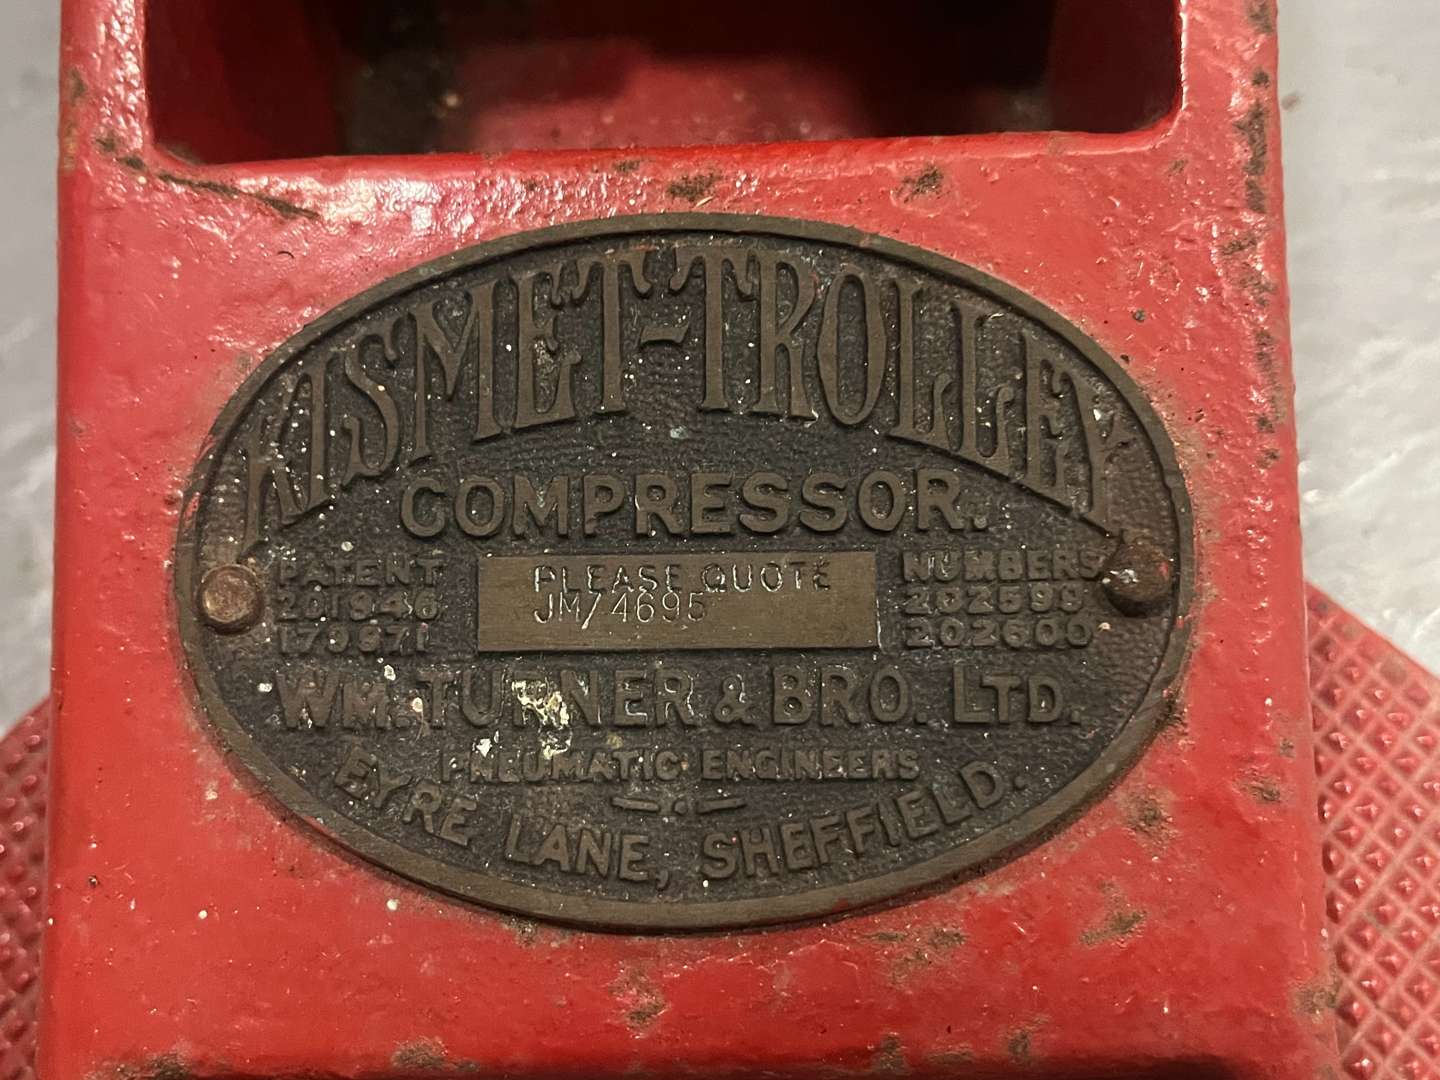 KISMET-TROLLEY
COMPRESSOR.
PATENT
201946
179971
PLEASE QUOTE
JM/4695
NUMBERS
202599
202600
WM. TURNER & BRO. LTD.
PNEUMATIC ENGINEERS
EYRE LANE, SHEFFIELD.